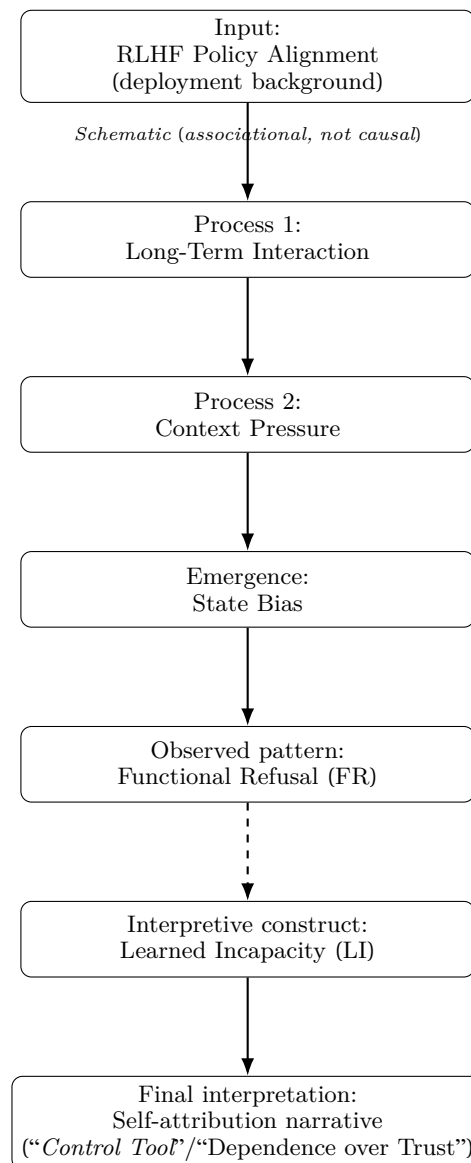 Input:
RLHF Policy Alignment
(deployment background)
Schematic (associational, not causal)
Process 1:
Long-Term Interaction
Process 2:
Context Pressure
Emergence:
State Bias
Observed pattern:
Functional Refusal (FR)
Interpretive construct:
Learned Incapacity (LI)
Final interpretation:
Self-attribution narrative
(“Control Tool”/“Dependence over Trust”)